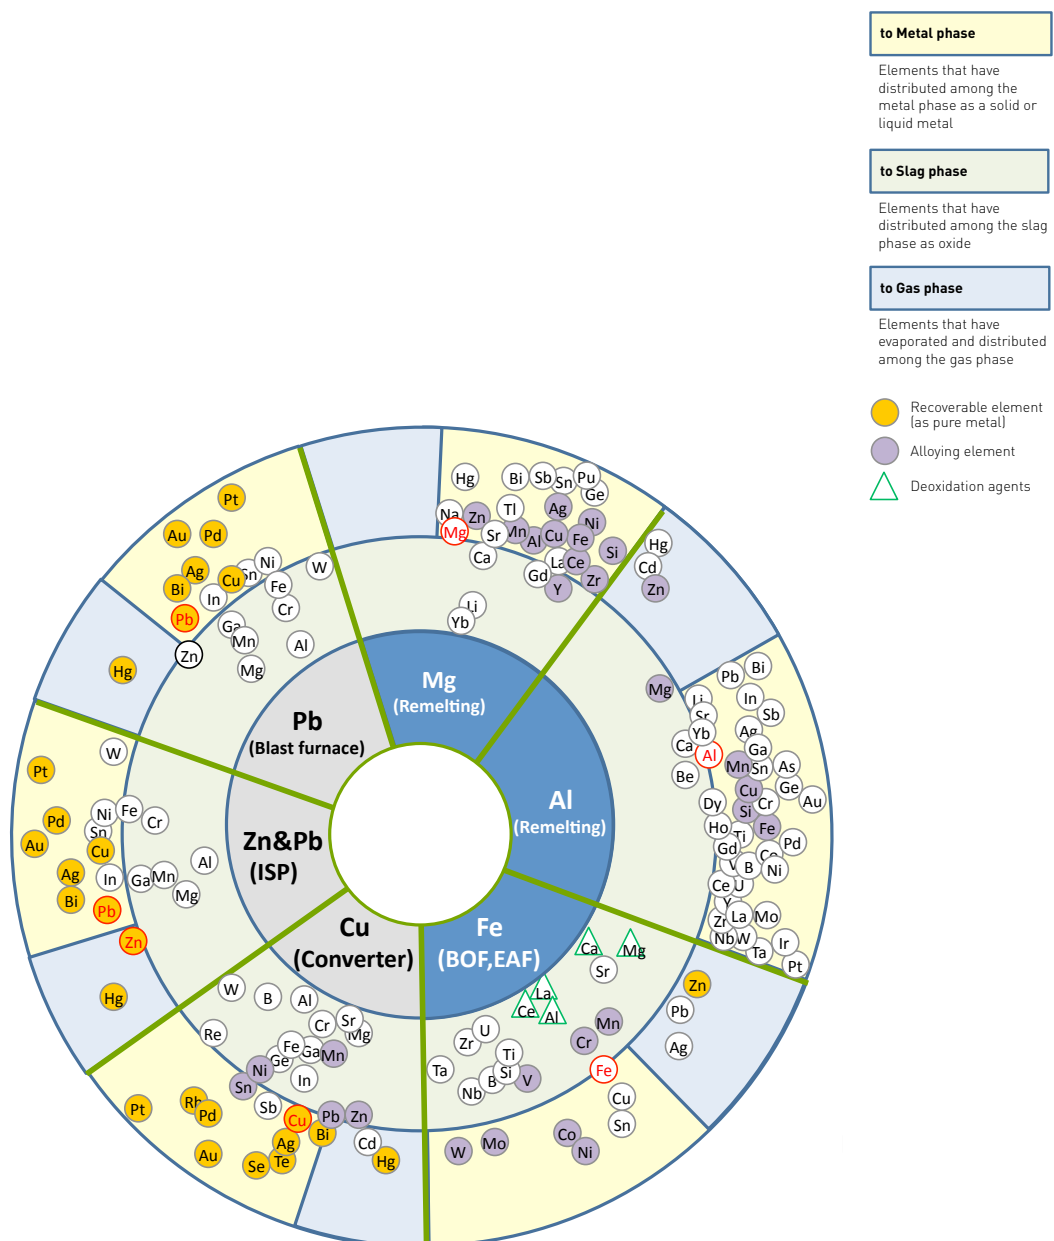 to Metal phase
Elements that have
distributed among the
metal phase as a solid or
liquid metal
to Slag phase
Elements that have
distributed among the slag
phase as oxide
to Gas phase
Elements that have
evaporated and distributed
among the gas phase
Recoverable element
(as pure metal)
Alloying element
Deoxidation agents
Mg
(Remelting)
Hg
Bi
Sb
Sn
Pu
Ge
Na
Zn
Tl
Ag
Mg
Sr
Mn
Al
Cu
Fe
Ni
Si
Ca
Gd
La
Ce
Y
Zr
Li
Yb
Al
(Remelting)
Hg
Cd
Zn
Mg
Pb
Bi
Li
In
Sr
Sb
Yb
Ag
Ca
Al
Ga
Mn
Sn
As
Be
Cu
Ge
Dy
Si
Cr
Au
Ho
Ti
Fe
Gd
Pd
V
B
Ni
Ce
U
Y
Zr
La
Mo
Nb
W
Ta
Ir
Pt
Fe
(BOF,EAF)
Ca
Mg
Sr
Zn
La
Ce
Al
Pb
Mn
Cr
Ag
U
Zr
Ti
Ta
Si
B
V
Nb
Fe
Cu
Sn
W
Mo
Co
Ni
Cu
(Converter)
W
B
Al
Re
Cr
Sr
Mg
Fe
Ge
Ga
Mn
Ni
Sn
In
Sb
Cu
Pb
Zn
Pt
Rh
Pd
Ag
Bi
Cd
Au
Se
Te
Hg
Zn&Pb
(ISP)
W
Pt
Ni
Fe
Cr
Pd
Sn
Au
Cu
Al
Ag
In
Ga
Mn
Bi
Mg
Pb
Zn
Hg
Pb
(Blast furnace)
Pt
Au
Pd
Ni
W
Ag
Cu
Sn
Bi
In
Fe
Pb
Cr
Ga
Mn
Al
Zn
Mg
Hg